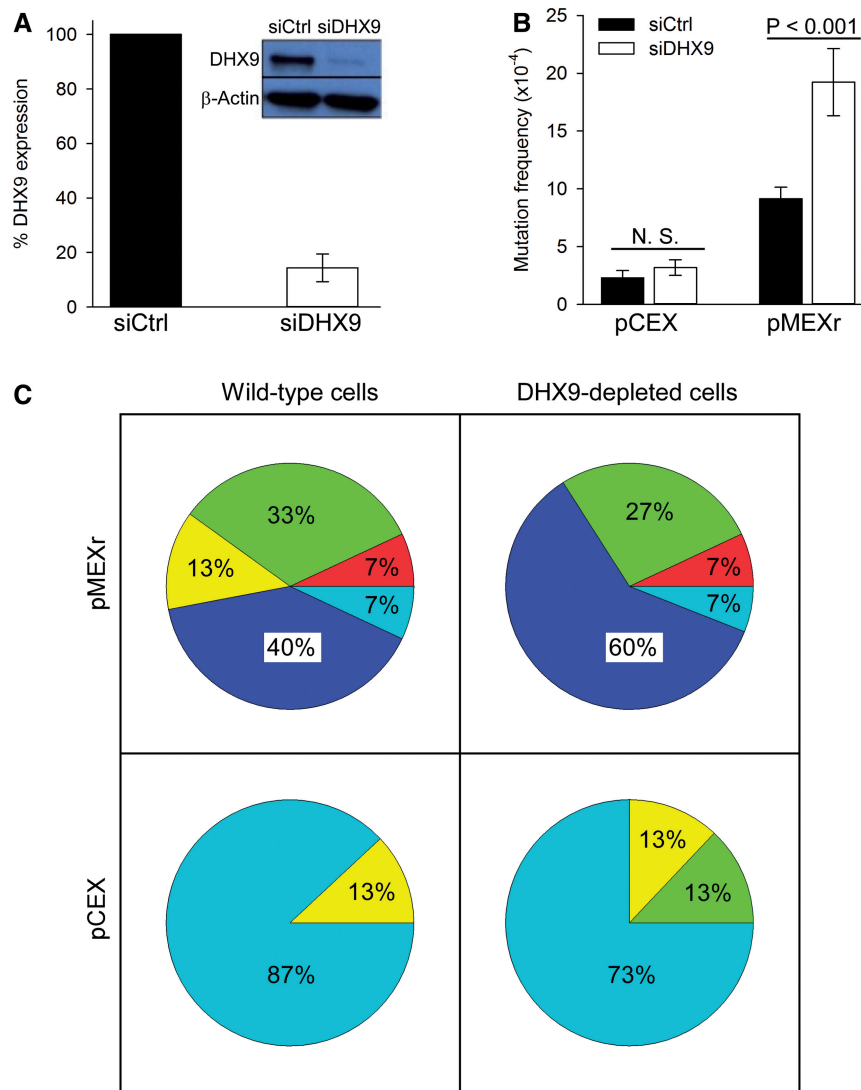 A
% DHX9 expression
100
80
60
40
20
0
siCtrl siDHX9
DHX9
β-Actin
siCtrl
siDHX9
B
Mutation frequency (x10⁻⁴)
25
20
15
10
5
0
siCtrl
siDHX9
P < 0.001
N. S.
pCEX
pMEXr
C
Wild-type cells
DHX9-depleted cells
pMEXr
33%
13%
7%
7%
40%
27%
7%
7%
60%
pCEX
13%
87%
13%
13%
73%